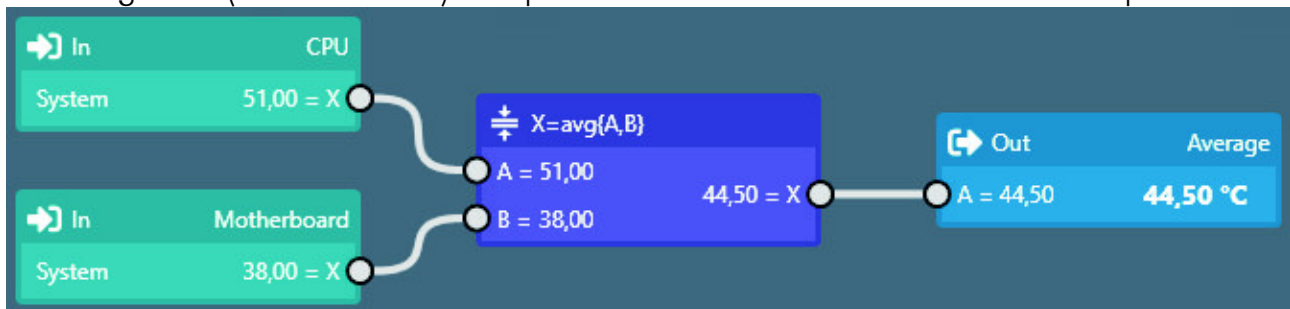 In CPU
System 51,00 = X
In Motherboard
System 38,00 = X
X=avg{A,B}
A = 51,00
44,50 = X
B = 38,00
Out Average
A = 44,50 44,50 °C